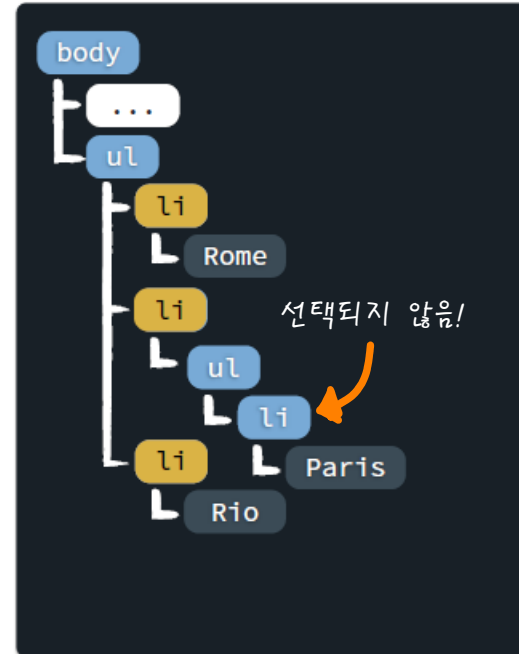 body
...
ul
li
Rome
li
선택되지 않음!
ul
li
li
Paris
Rio